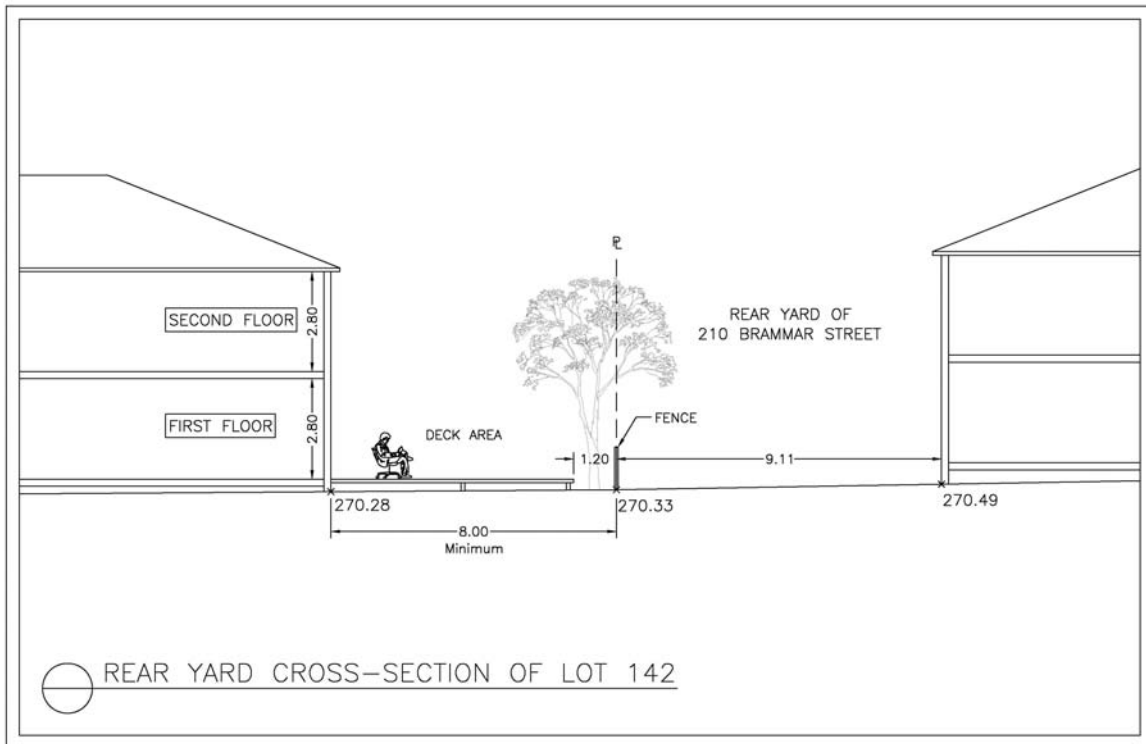 ℄
SECOND FLOOR
2.80
REAR YARD OF
210 BRAMMAR STREET
FIRST FLOOR
2.80
DECK AREA
FENCE
1.20
9.11
270.28
270.33
270.49
8.00
Minimum
REAR YARD CROSS-SECTION OF LOT 142